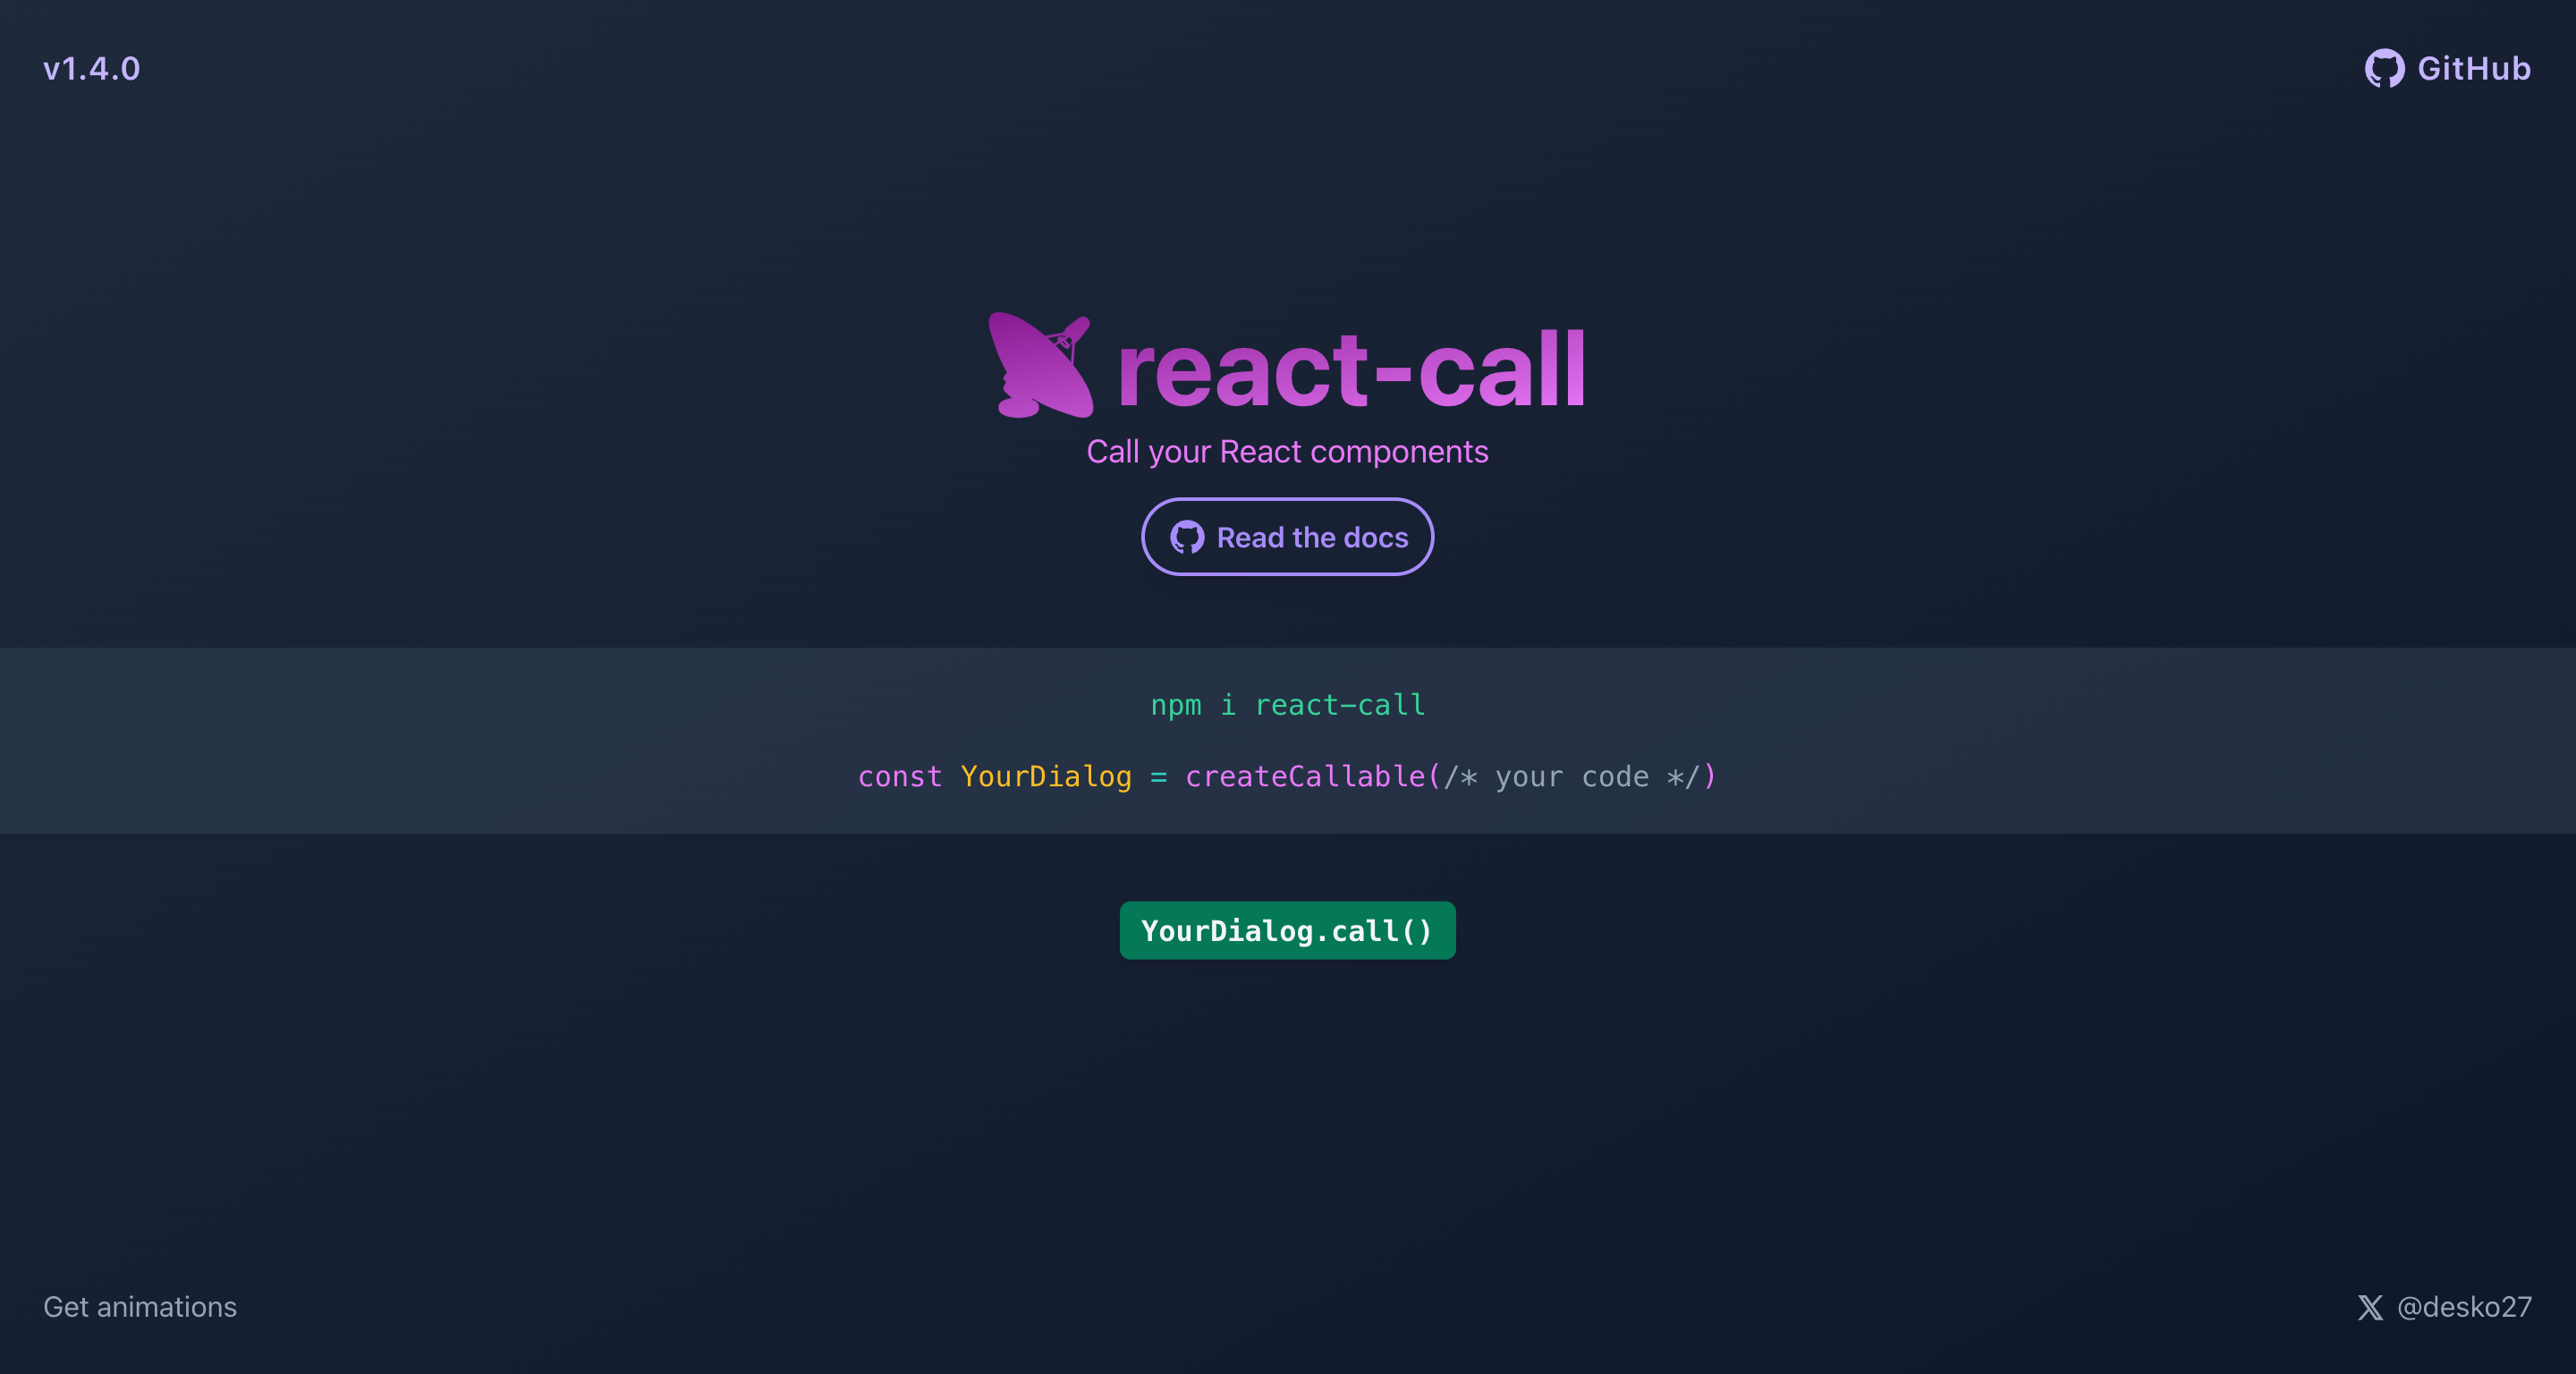 v1.4.0
GitHub
react-call
Call your React components
Read the docs
npm i react-call
const YourDialog = createCallable(/* your code */)
YourDialog.call()
Get animations
@desko27